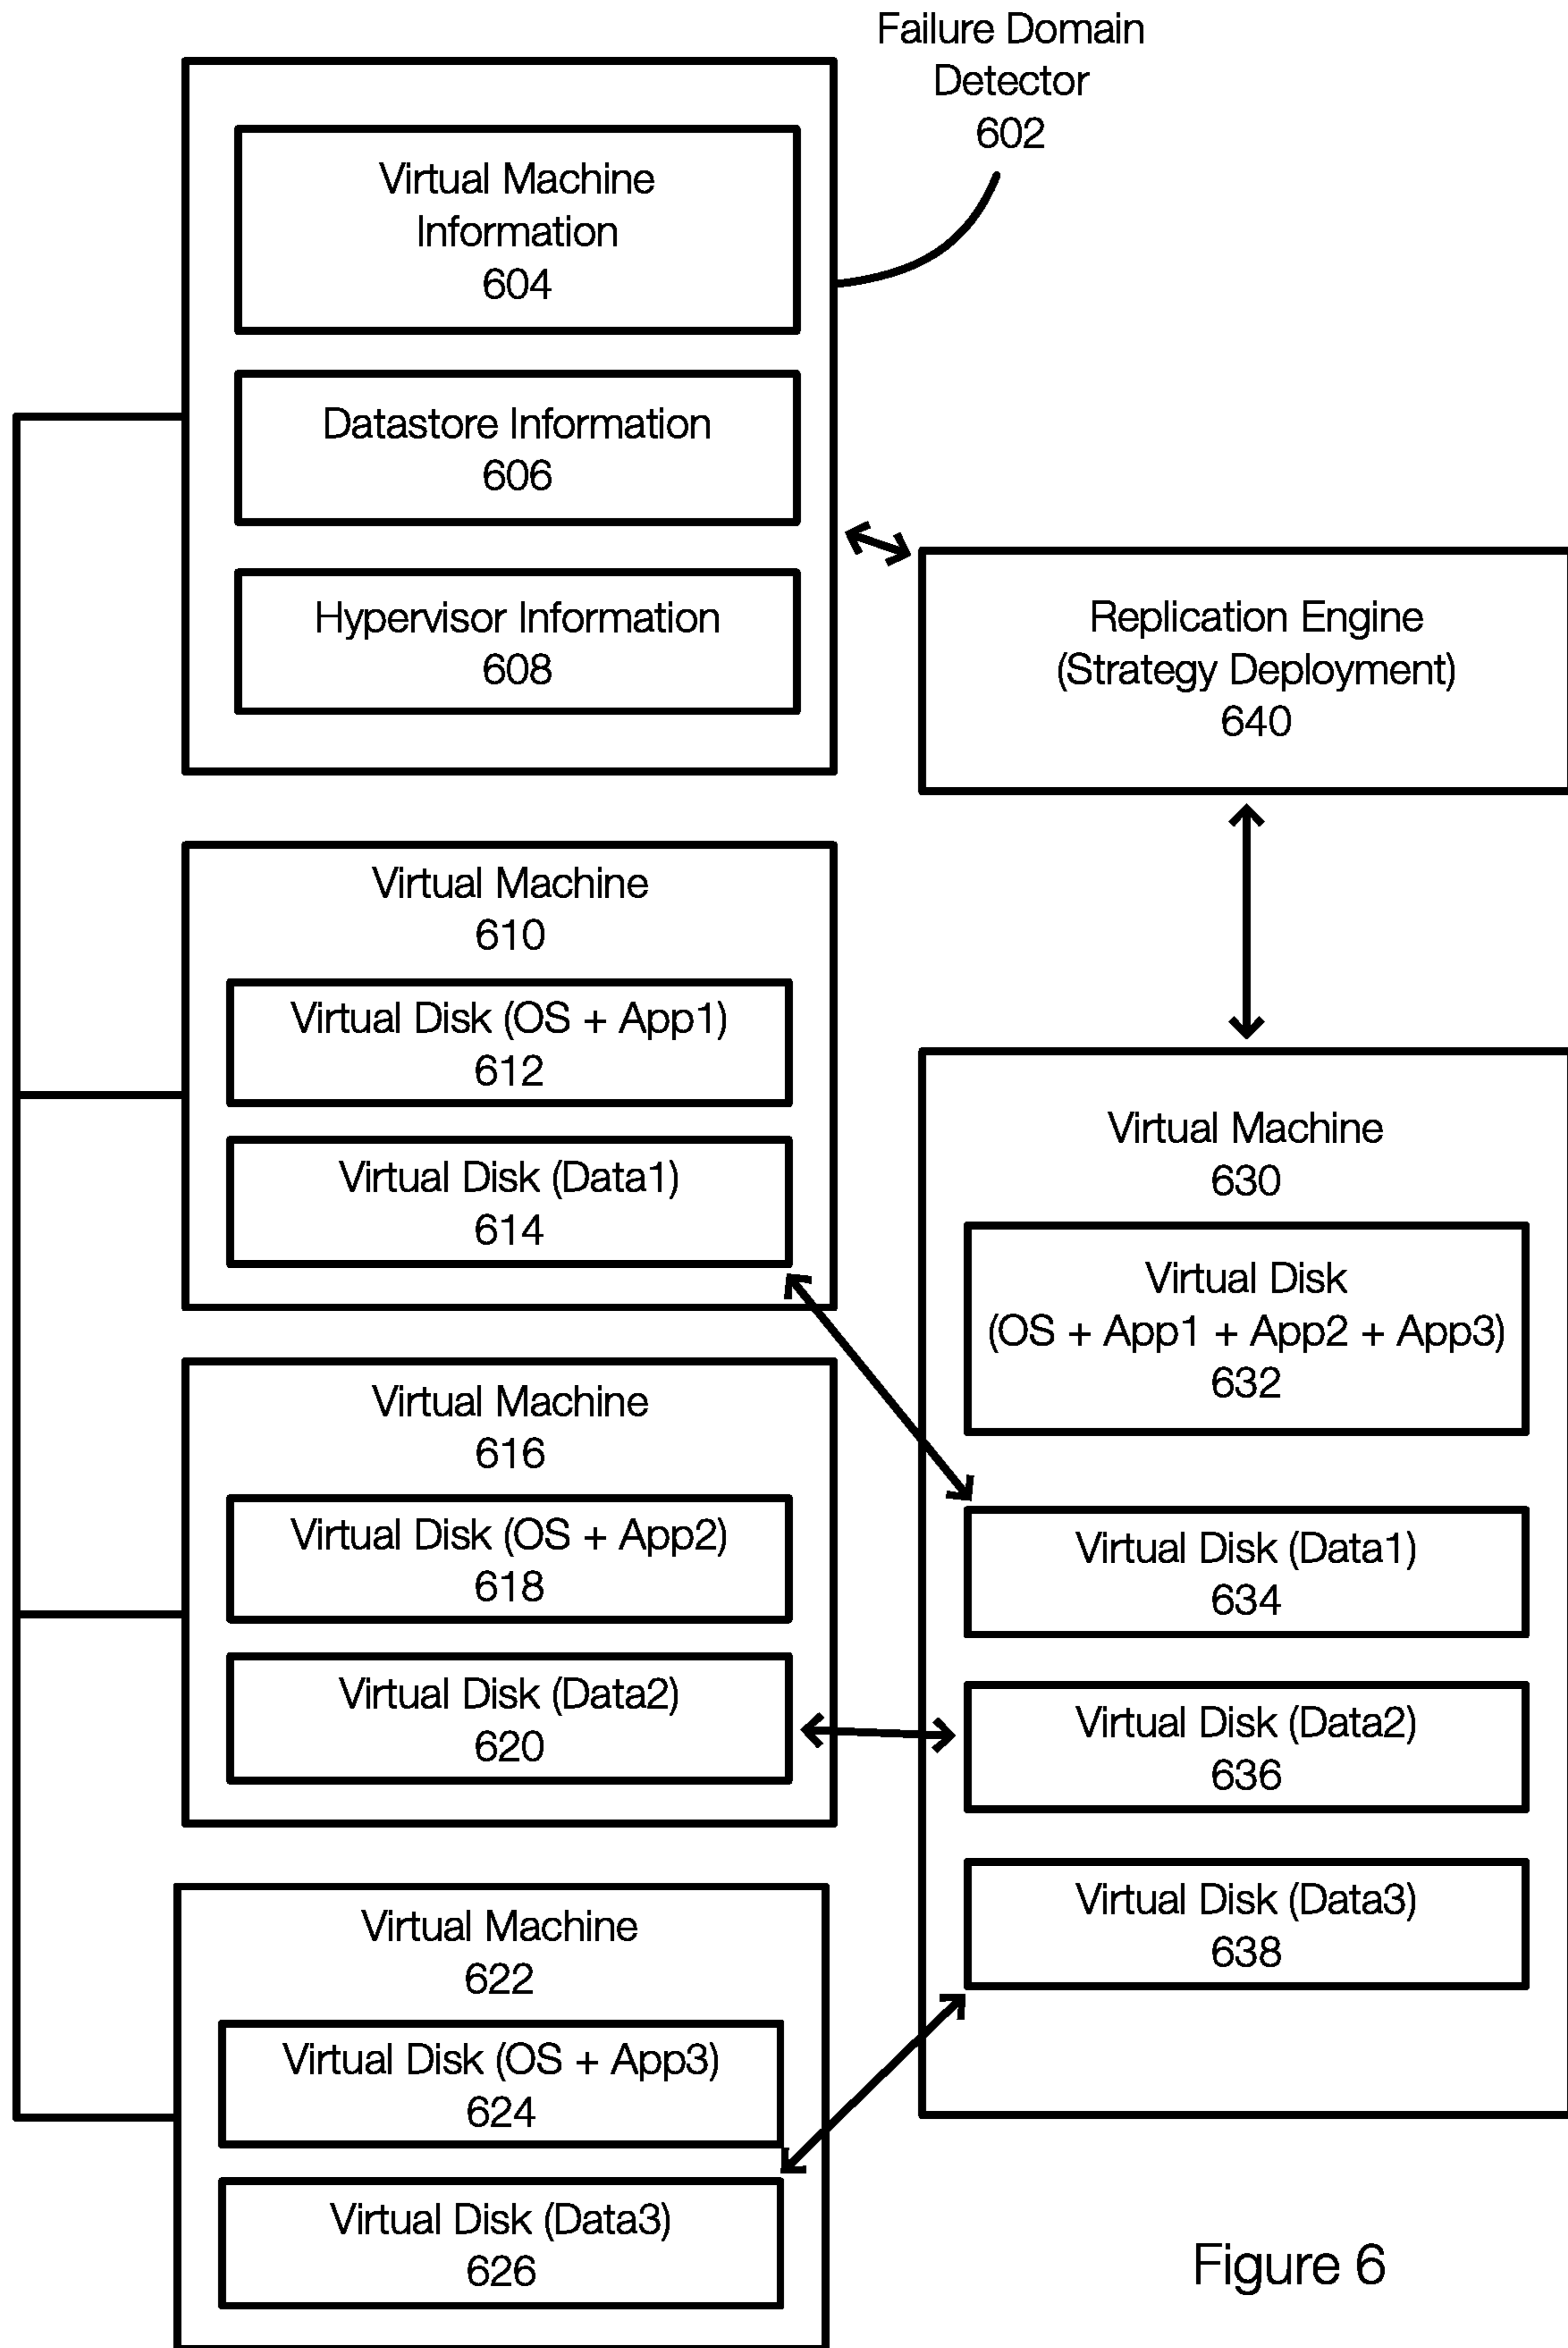 Failure Domain
Detector
602
Virtual Machine
Information
604
Datastore Information
606
Hypervisor Information
608
Replication Engine
(Strategy Deployment)
640
Virtual Machine
610
Virtual Disk (OS + App1)
612
Virtual Disk (Data1)
614
Virtual Machine
616
Virtual Disk (OS + App2)
618
Virtual Disk (Data2)
620
Virtual Machine
622
Virtual Disk (OS + App3)
624
Virtual Disk (Data3)
626
Virtual Machine
630
Virtual Disk
(OS + App1 + App2 + App3)
632
Virtual Disk (Data1)
634
Virtual Disk (Data2)
636
Virtual Disk (Data3)
638
Figure 6